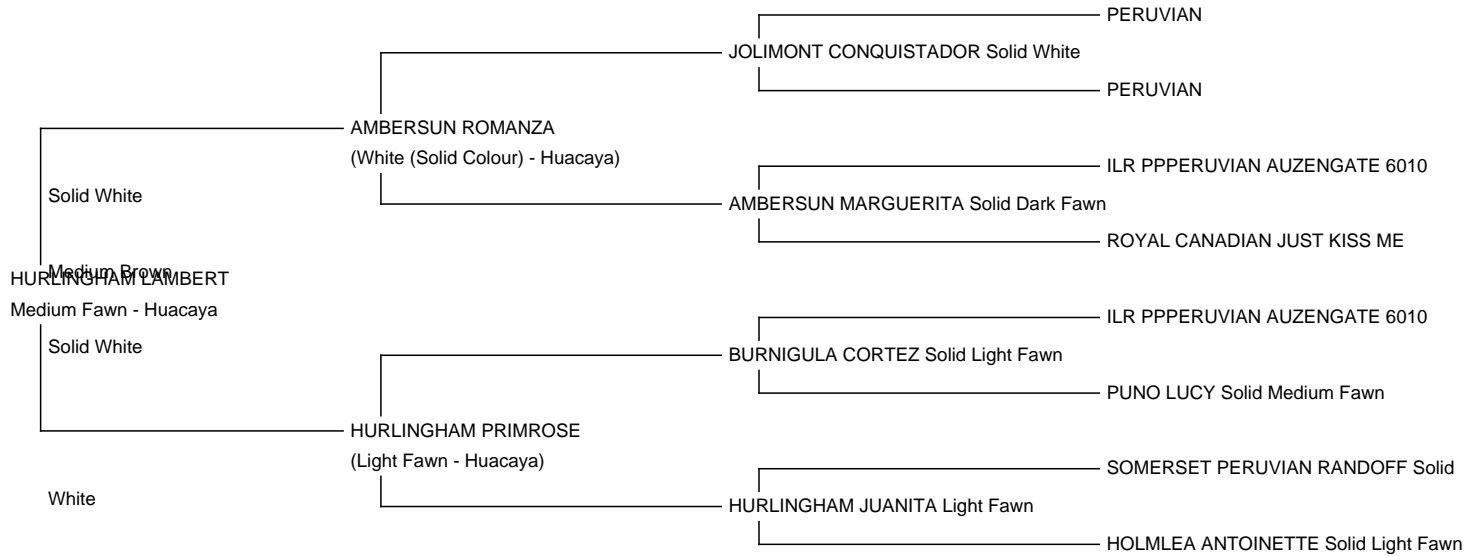 PERUVIAN
JOLIMONT CONQUISTADOR Solid White
PERUVIAN
AMBERSUN ROMANZA
(White (Solid Colour) - Huacaya)
ILR PPPERUVIAN AUZENGATE 6010
Solid White
AMBERSUN MARGUERITA Solid Dark Fawn
ROYAL CANADIAN JUST KISS ME
Medium Brown
HURLINGHAM LAMBERT
Medium Fawn - Huacaya
ILR PPPERUVIAN AUZENGATE 6010
Solid White
BURNIGULA CORTEZ Solid Light Fawn
PUNO LUCY Solid Medium Fawn
HURLINGHAM PRIMROSE
(Light Fawn - Huacaya)
SOMERSET PERUVIAN RANDOFF Solid
White
HURLINGHAM JUANITA Light Fawn
HOLMLEA ANTOINETTE Solid Light Fawn